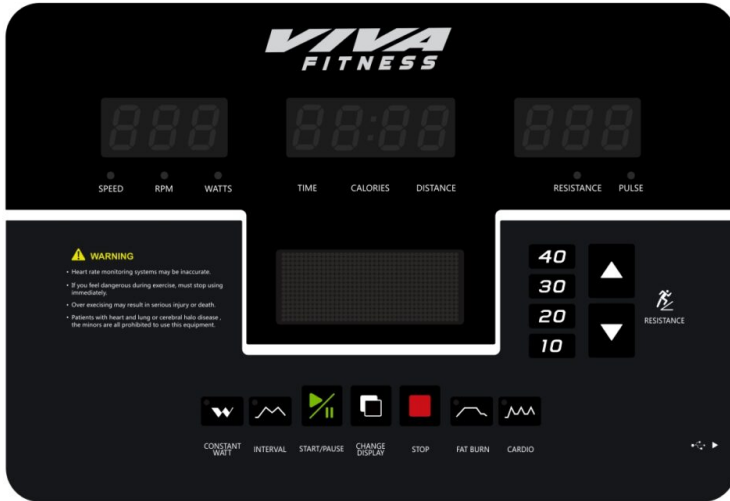 VIVA
FITNESS
SPEED RPM WATTS
TIME CALORIES DISTANCE
RESISTANCE PULSE
WARNING
• Heart rate monitoring systems may be inaccurate.
• If you feel dangerous during exercise, must stop using
immediately.
• Over execising may result in serious injury or death.
• Patients with heart and lung or cerebral halo disease ,
the minors are all prohibited to use this equipment.
40
30
20
10
RESISTANCE
CONSTANT
WATT
INTERVAL
START/PAUSE
CHANGE
DISPLAY
STOP
FAT BURN
CARDIO